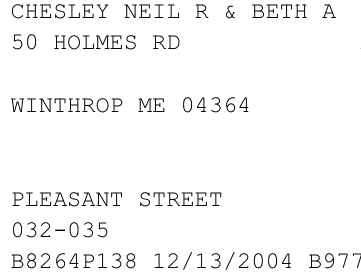 CHESLEY NEIL R & BETH A
50 HOLMES RD
WINTHROP ME 04364
PLEASANT STREET
032-035
B8264P138 12/13/2004 B977